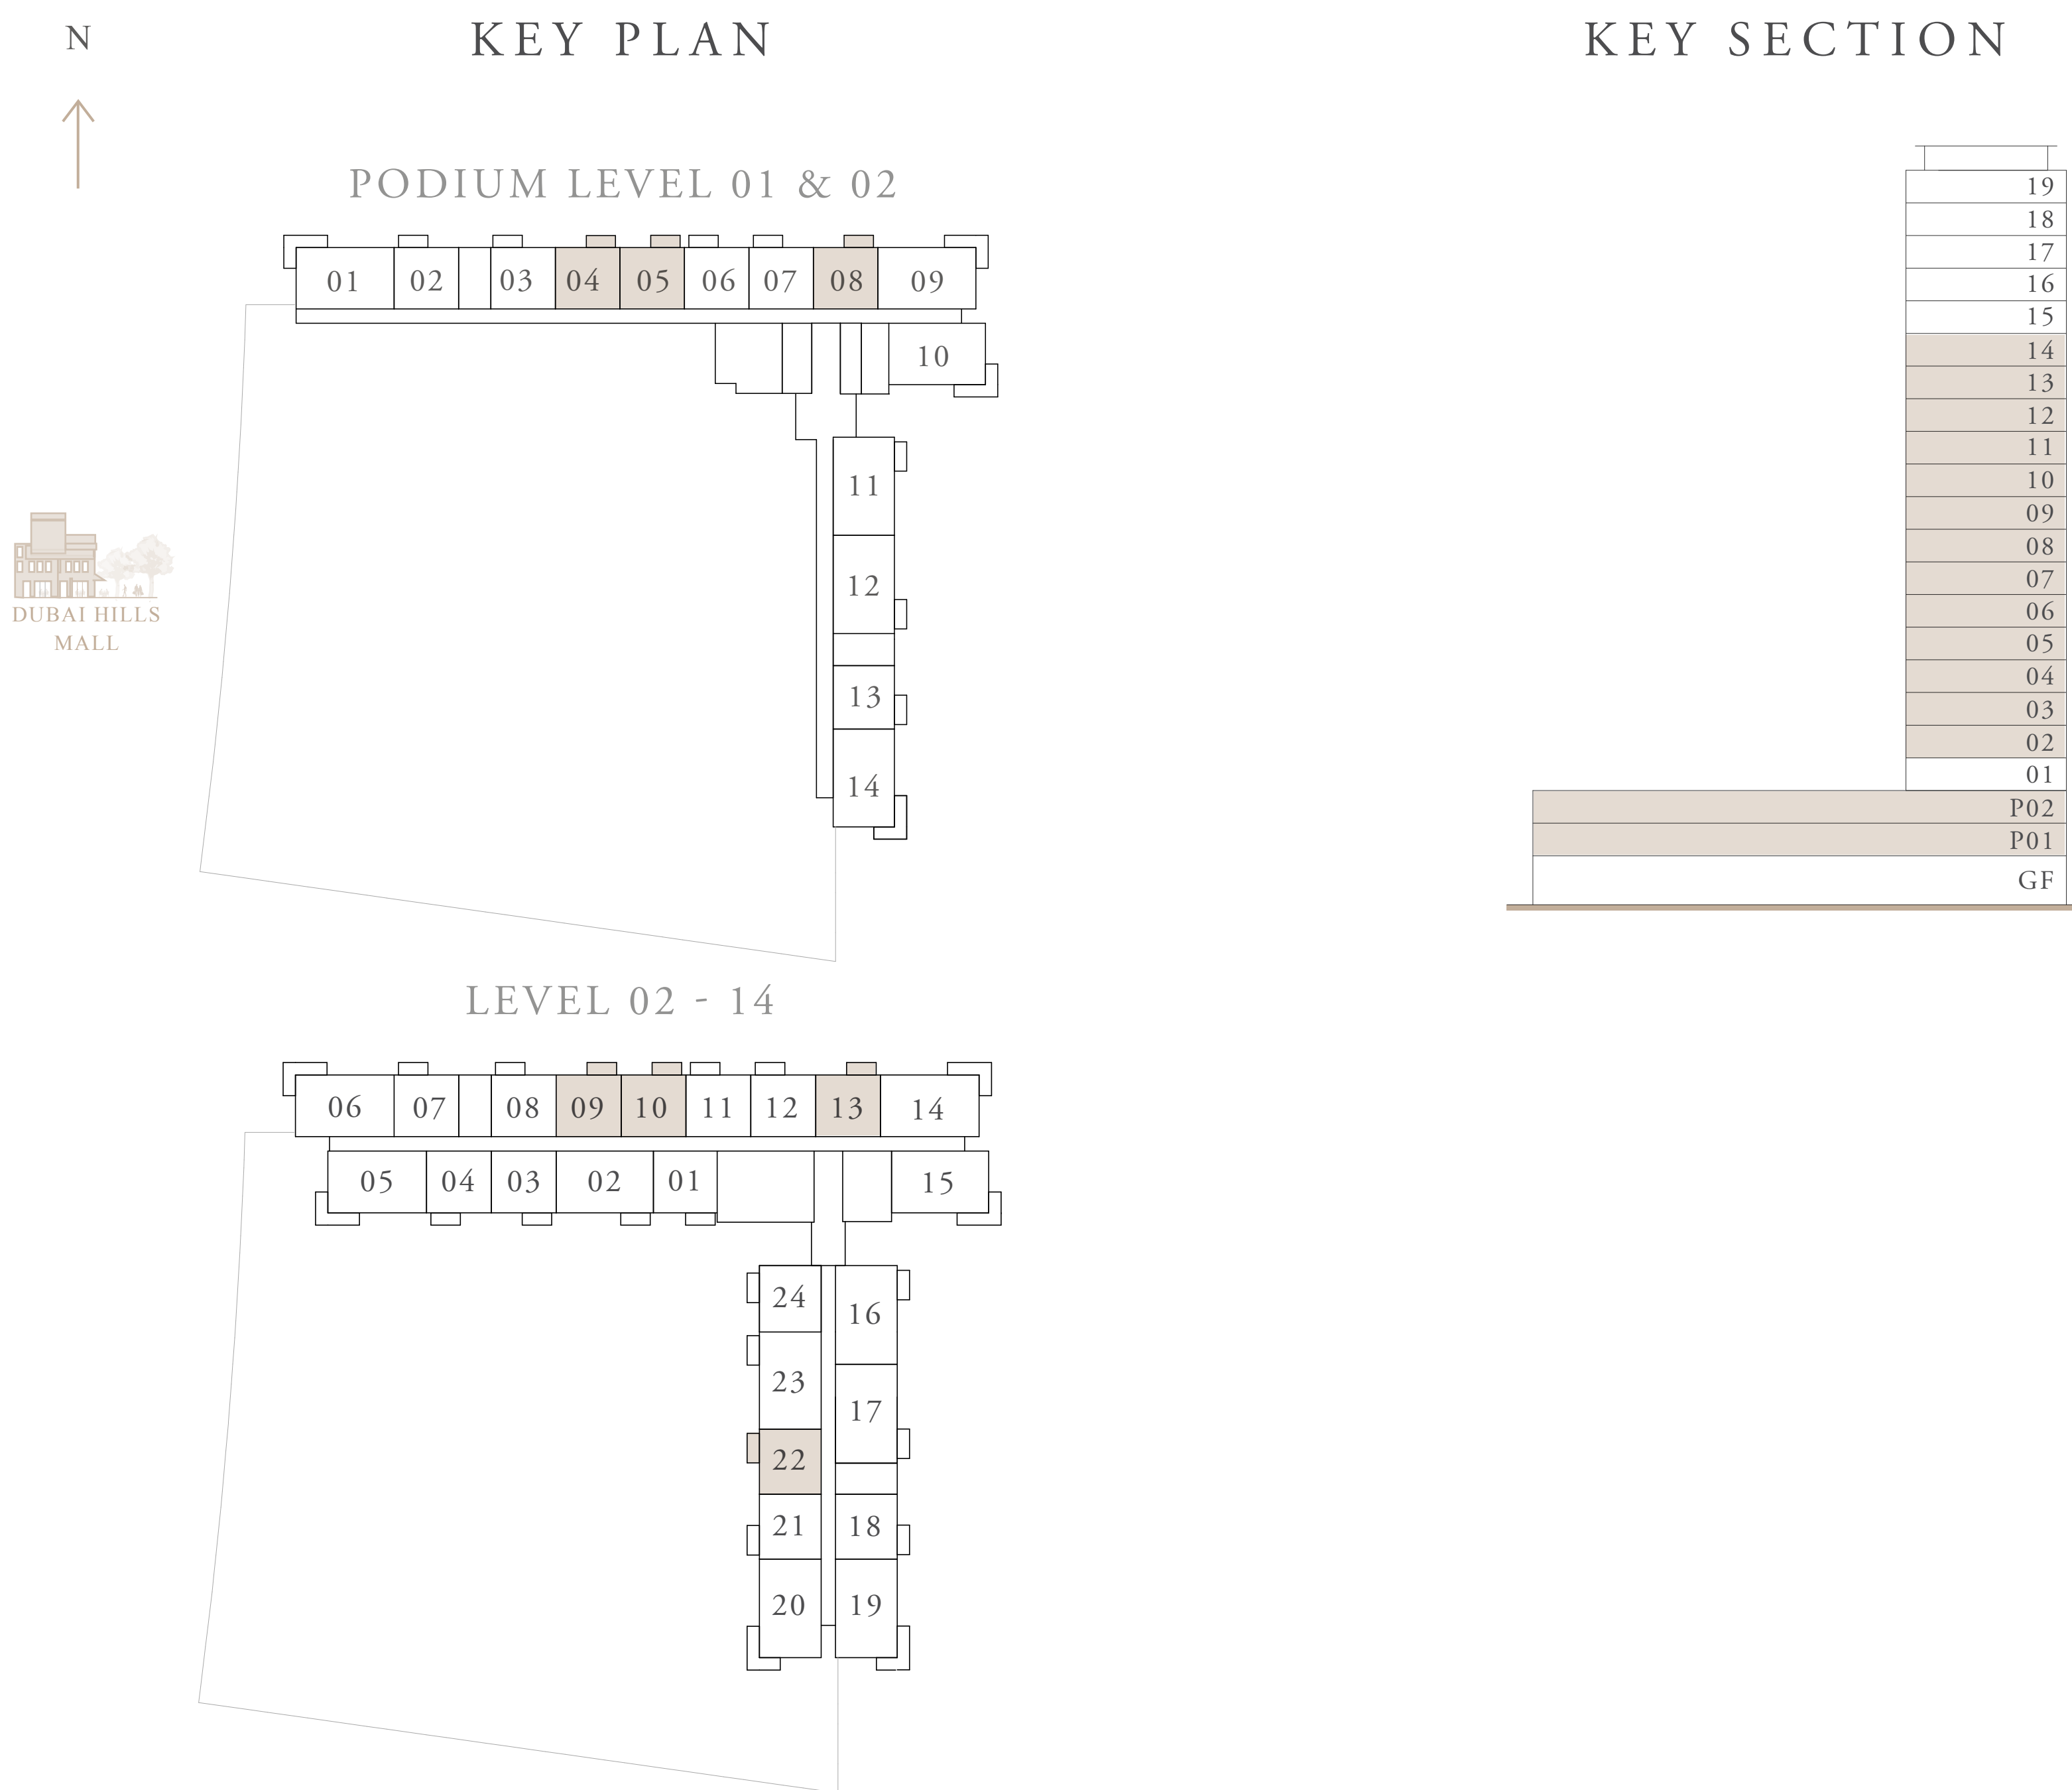 N
KEY PLAN
KEY SECTION
PODIUM LEVEL 01 & 02
01 02 03 04 05 06 07 08 09
10
11
12
13
14
DUBAI HILLS
MALL
19
18
17
16
15
14
13
12
11
10
09
08
07
06
05
04
03
02
01
P02
P01
GF
LEVEL 02 - 14
06 07 08 09 10 11 12 13 14
05 04 03 02 01 15
24 16
23 17
22
21 18
20 19